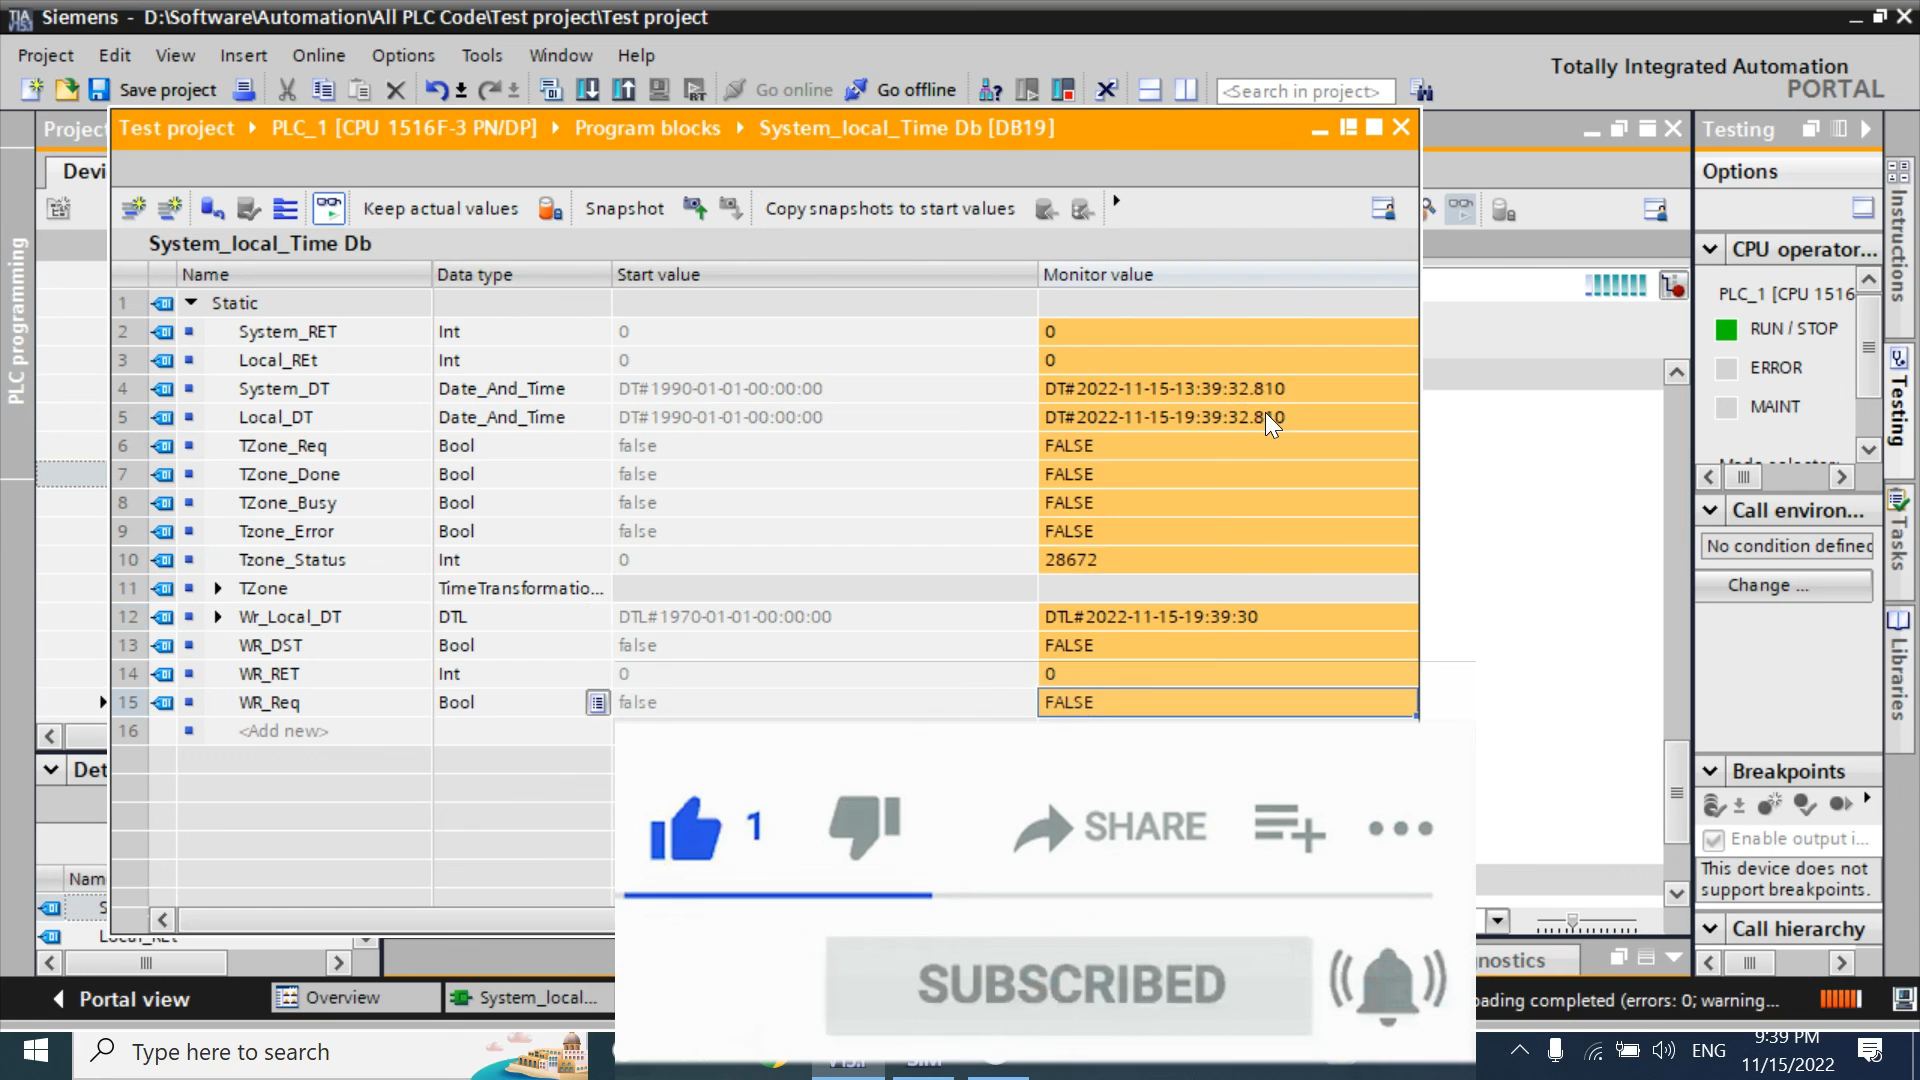 Siemens - D:\Software\Automation\All PLC Code\Test project\Test project
Project Edit View Insert Online Options Tools Window Help
Totally Integrated Automation
PORTAL
Save project Go online Go offline <Search in project>
Test project PLC_1 [CPU 1516F-3 PN/DP] Program blocks System_local_Time Db [DB19]
Testing
Devi
Options
Keep actual values Snapshot Copy snapshots to start values
System_local_Time Db
CPU operator...
Name Data type Start value Monitor value
PLC_1 [CPU 1516
1 Static
2 System_RET Int 0 0
RUN / STOP
3 Local_REt Int 0 0
ERROR
4 System_DT Date_And_Time DT#1990-01-01-00:00:00 DT#2022-11-15-13:39:32.810
MAINT
5 Local_DT Date_And_Time DT#1990-01-01-00:00:00 DT#2022-11-15-19:39:32.810
6 TZone_Req Bool false FALSE
7 TZone_Done Bool false FALSE
8 TZone_Busy Bool false FALSE
Call environ...
9 Tzone_Error Bool false FALSE
No condition defined
10 Tzone_Status Int 0 28672
11 TZone TimeTransformatio...
Change ...
12 Wr_Local_DT DTL DTL#1970-01-01-00:00:00 DTL#2022-11-15-19:39:30
13 WR_DST Bool false FALSE
14 WR_RET Int 0 0
15 WR_Req Bool false FALSE
16 <Add new>
PLC programming
Instructions
Testing
Tasks
Libraries
Det
Breakpoints
Enable output i...
This device does not
support breakpoints.
1 SHARE
Nam
Call hierarchy
SUBSCRIBED
nostics
Portal view Overview System_local...
ading completed (errors: 0; warning...
Type here to search
ENG
9:39 PM
11/15/2022